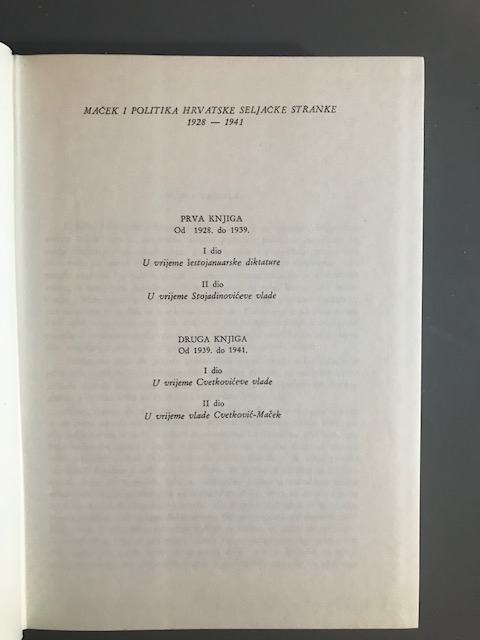 MAČEK I POLITIKA HRVATSKE SELJAČKE STRANKE
1928 — 1941
PRVA KNJIGA
Od 1928. do 1939.
I dio
U vrijeme šestojanuarske diktature
II dio
U vrijeme Stojadinovićeve vlade
DRUGA KNJIGA
Od 1939. do 1941.
I dio
U vrijeme Cvetkovićeve vlade
II dio
U vrijeme vlade Cvetković-Maček